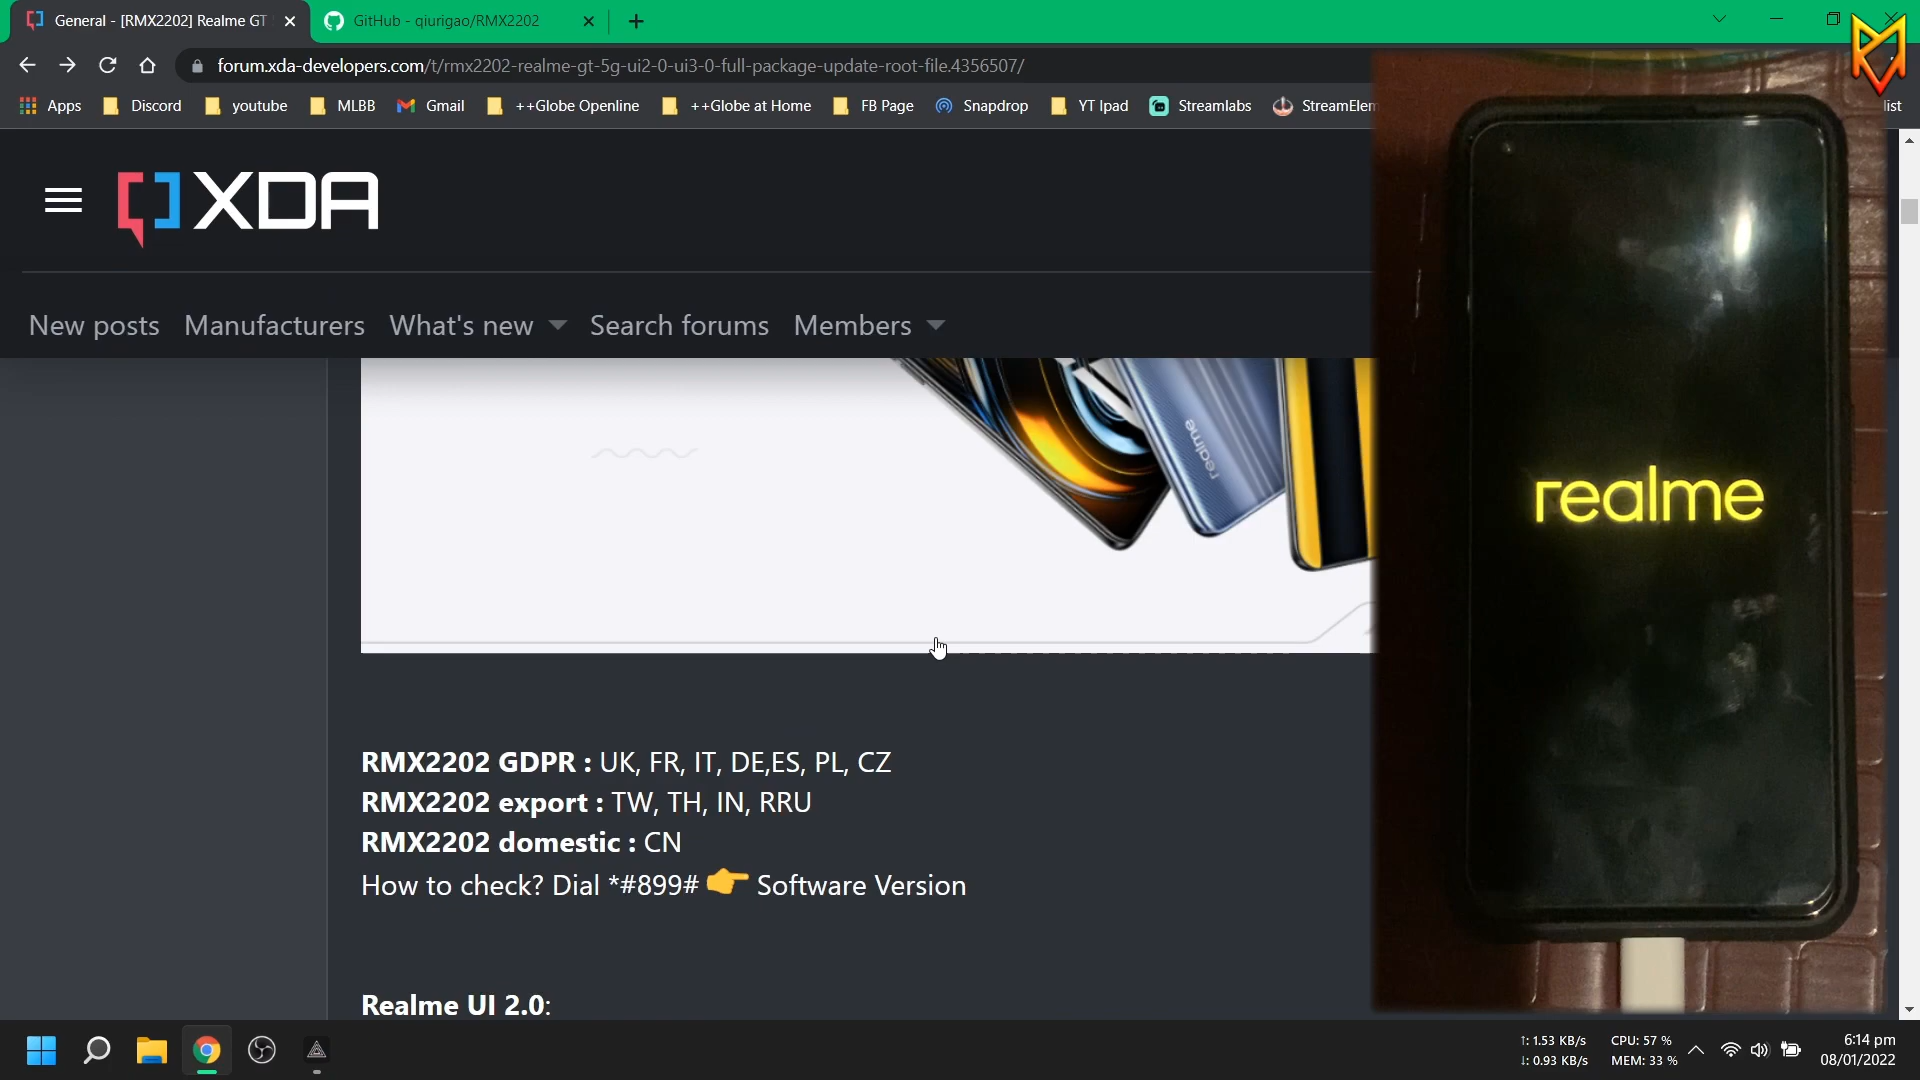 General - [RMX2202] Realme GT
GitHub - qiurigao/RMX2202
forum.xda-developers.com/t/rmx2202-realme-gt-5g-ui2-0-ui3-0-full-package-update-root-file.4356507/
Apps
Discord
youtube
MLBB
Gmail
++Globe Openline
++Globe at Home
FB Page
Snapdrop
YT Ipad
Streamlabs
StreamElem
list
XDA
New posts
Manufacturers
What's new
Search forums
Members
realme
realme
RMX2202 GDPR : UK, FR, IT, DE,ES, PL, CZ
RMX2202 export : TW, TH, IN, RRU
RMX2202 domestic : CN
How to check? Dial *#899# 👉 Software Version
Realme UI 2.0:
↑: 1.53 KB/s
↓: 0.93 KB/s
CPU: 57 %
MEM: 33 %
6:14 pm
08/01/2022